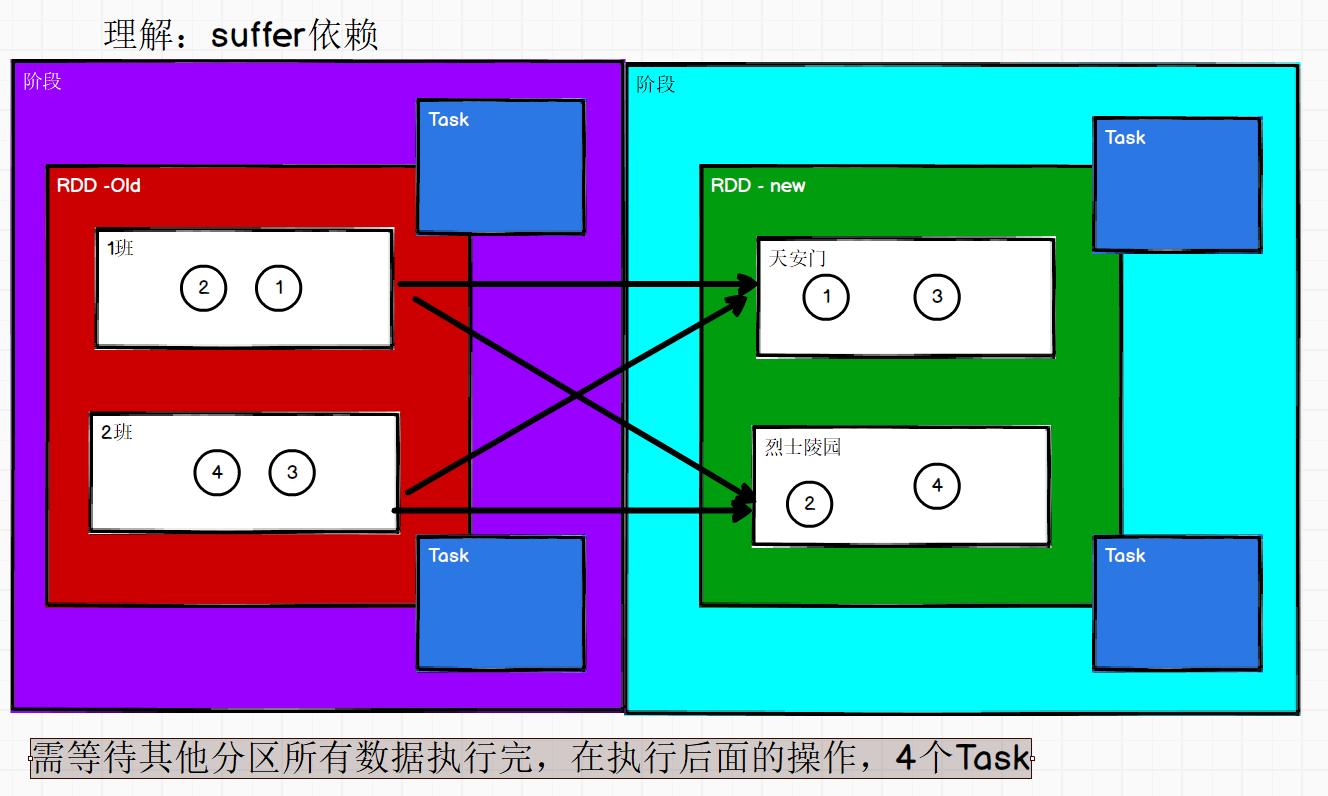 理解：suffer依赖
阶段
阶段
Task
Task
RDD -Old
RDD - new
1班
2 1
天安门
1 3
2班
4 3
烈士陵园
2 4
Task
Task
需等待其他分区所有数据执行完，在执行后面的操作，4个Task